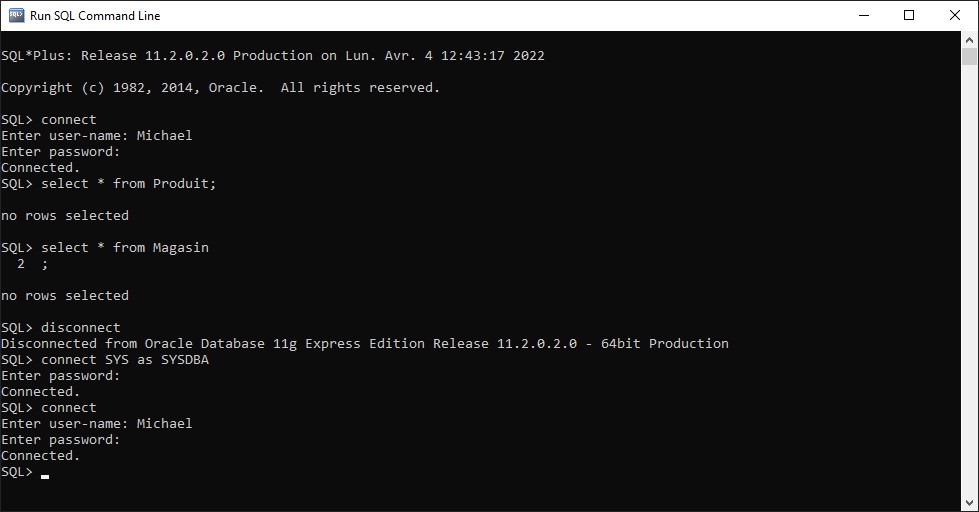 Run SQL Command Line
SQL*Plus: Release 11.2.0.2.0 Production on Lun. Avr. 4 12:43:17 2022
Copyright (c) 1982, 2014, Oracle.  All rights reserved.
SQL> connect
Enter user-name: Michael
Enter password:
Connected.
SQL> select * from Produit;
no rows selected
SQL> select * from Magasin
  2  ;
no rows selected
SQL> disconnect
Disconnected from Oracle Database 11g Express Edition Release 11.2.0.2.0 - 64bit Production
SQL> connect SYS as SYSDBA
Enter password:
Connected.
SQL> connect
Enter user-name: Michael
Enter password:
Connected.
SQL>